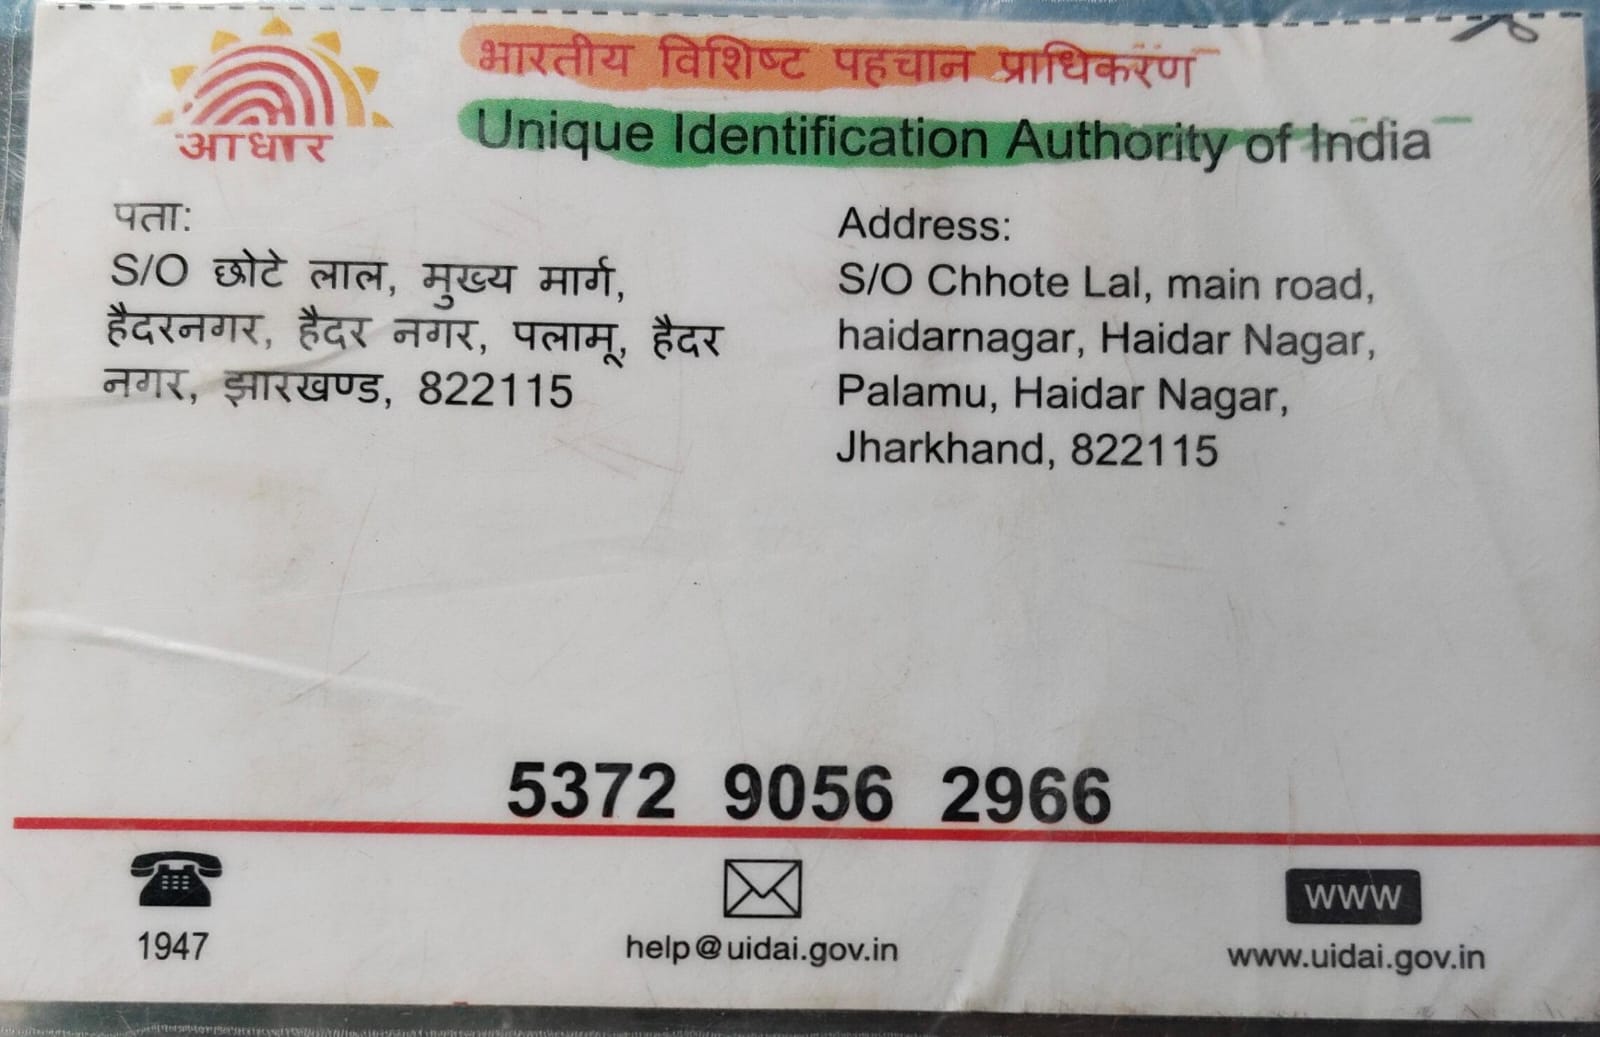 आधार
भारतीय विशिष्ट पहचान प्राधिकरण
Unique Identification Authority of India
पता:
S/O छोटे लाल, मुख्य मार्ग,
हैदरनगर, हैदर नगर, पलामू, हैदर
नगर, झारखण्ड, 822115
Address:
S/O Chhote Lal, main road,
haidarnagar, Haidar Nagar,
Palamu, Haidar Nagar,
Jharkhand, 822115
5372 9056 2966
1947
help@uidai.gov.in
www
www.uidai.gov.in